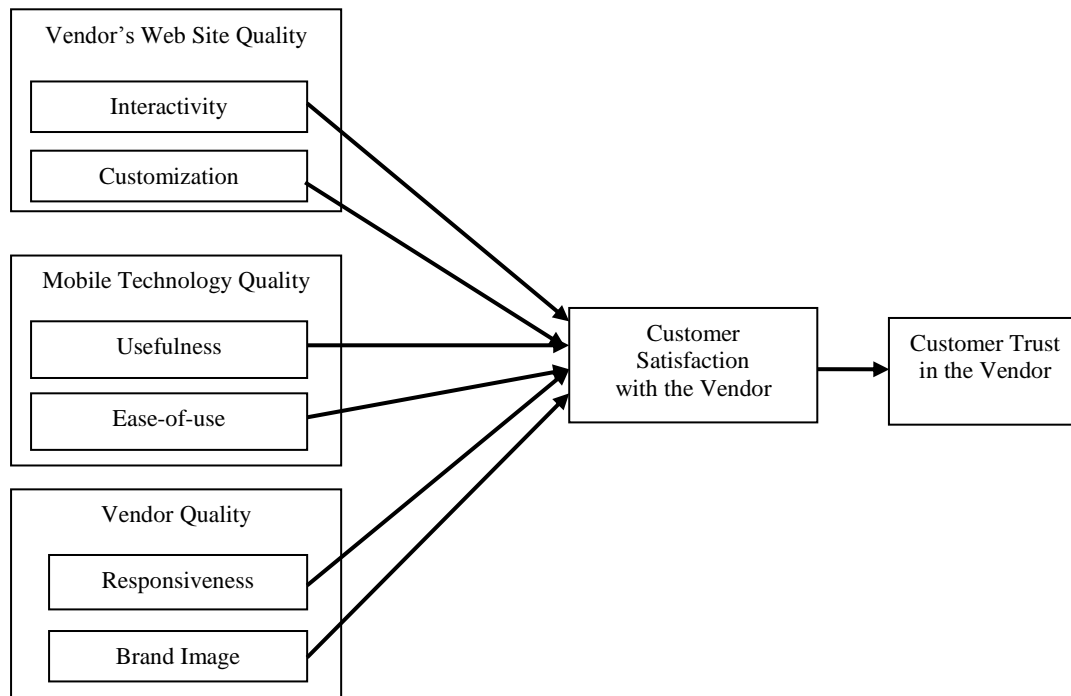 Vendor’s Web Site Quality
Interactivity
Customization
Mobile Technology Quality
Usefulness
Ease-of-use
Vendor Quality
Responsiveness
Brand Image
Customer
Satisfaction
with the Vendor
Customer Trust
in the Vendor